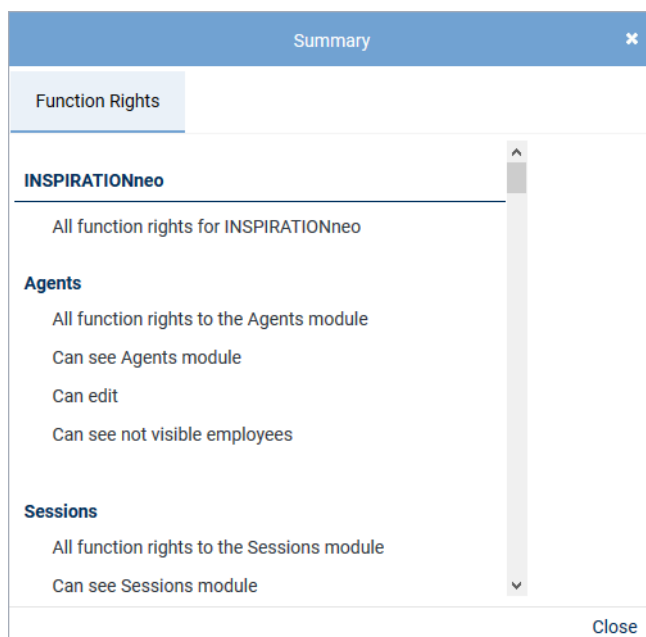 Summary
Function Rights
INSPIRATIONneo
All function rights for INSPIRATIONneo
Agents
All function rights to the Agents module
Can see Agents module
Can edit
Can see not visible employees
Sessions
All function rights to the Sessions module
Can see Sessions module
Close